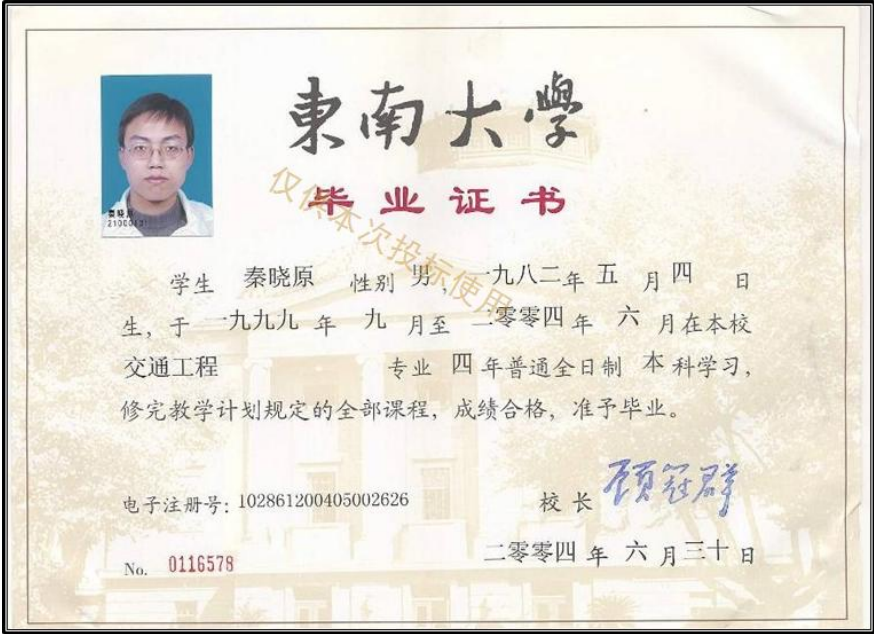 東南大學
毕业证书
仅供本次投标使用
学生 秦晓原 性别 男，一九八二年 五 月 四 日
生，于 一九九九 年 九 月至 二零零四 年 六 月在本校
交通工程 专业 四 年普通全日制 本 科学习，
修完教学计划规定的全部课程，成绩合格，准予毕业。
电子注册号：102861200405002626
校 长 顾冠群
No. 0116578
二零零四 年 六 月 三十 日